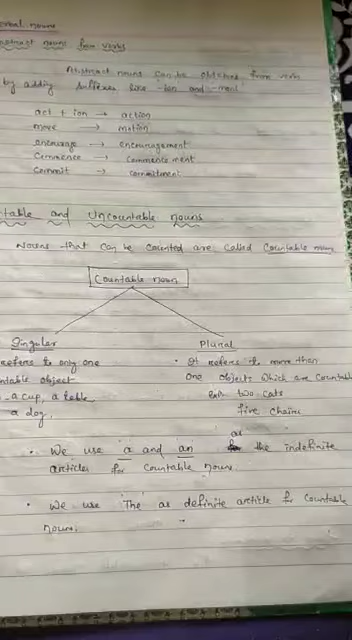 nouns
nouns from verbs
Abstract nouns can be obtained from verb
by adding suffixes like -ion and -ment
act + ion → action
move → motion
encourage → encouragement
Commence → Commencement
Commit → commitment
and Uncountable nouns
Nouns that can be counted are called Countable noun
Countable noun
Singular
Plural
refers to only one
object
a cup, a table
a dog.
• It refers to more than
one objects which are
two cats
five chairs
• We use a and an as the indefinite
articles for Countable nouns.
• We use The as definite article for Countable
nouns.